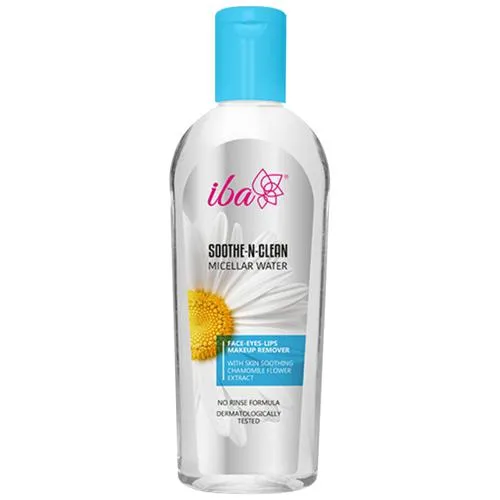 iba®
SOOTHE-N-CLEAN
MICELLAR WATER
FACE-EYES-LIPS
MAKEUP REMOVER
WITH SKIN SOOTHING
CHAMOMILE FLOWER
EXTRACT
NO RINSE FORMULA
DERMATOLOGICALLY
TESTED